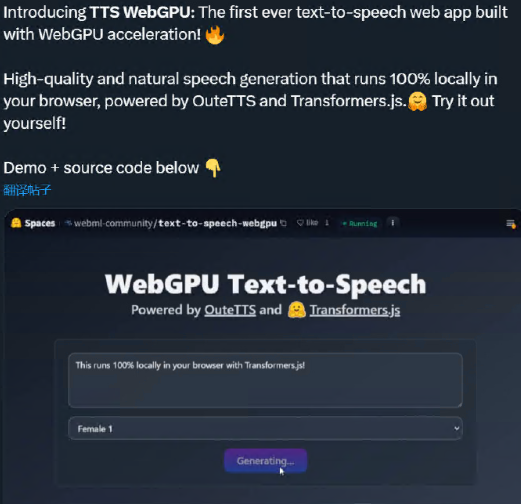 Introducing TTS WebGPU: The first ever text-to-speech web app built
with WebGPU acceleration! 🔥
High-quality and natural speech generation that runs 100% locally in
your browser, powered by OuteTTS and Transformers.js.🤗 Try it out
yourself!
Demo + source code below 👇
翻译帖子
Spaces webml-community/text-to-speech-webgpu like 1 Running
WebGPU Text-to-Speech
Powered by OuteTTS and 🤗 Transformers.js
This runs 100% locally in your browser with Transformers.js!
Female 1
Generating...